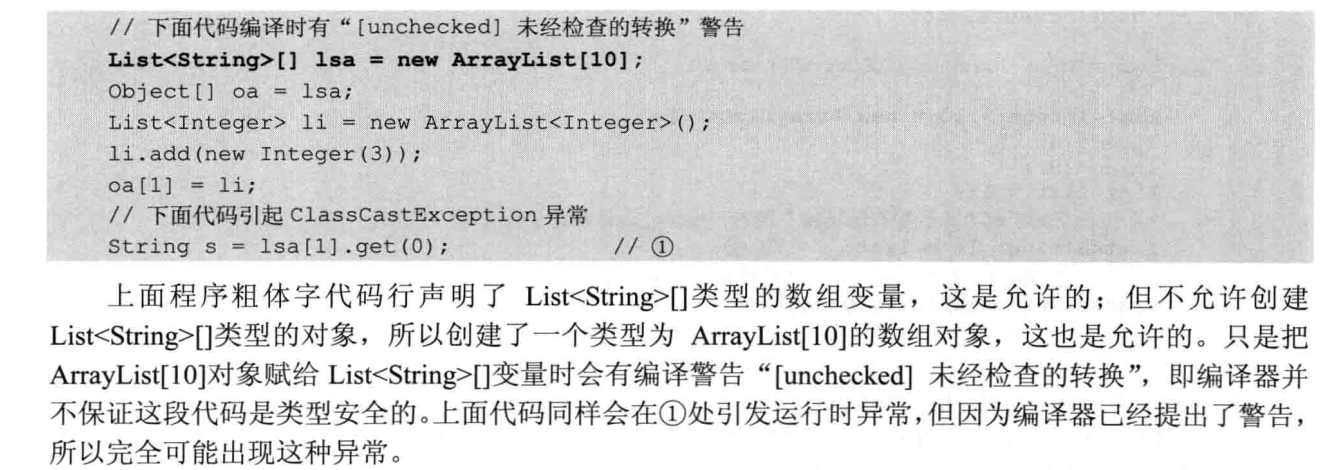 // 下面代码编译时有“[unchecked] 未经检查的转换”警告
List<String>[] lsa = new ArrayList[10];
Object[] oa = lsa;
List<Integer> li = new ArrayList<Integer>();
li.add(new Integer(3));
oa[1] = li;
// 下面代码引起 ClassCastException 异常
String s = lsa[1].get(0); // ①
上面程序粗体字代码行声明了 List<String>[]类型的数组变量，这是允许的；但不允许创建
List<String>[]类型的对象，所以创建了一个类型为 ArrayList[10]的数组对象，这也是允许的。只是把
ArrayList[10]对象赋给 List<String>[]变量时会有编译警告“[unchecked] 未经检查的转换”，即编译器并
不保证这段代码是类型安全的。上面代码同样会在①处引发运行时异常，但因为编译器已经提出了警告，
所以完全可能出现这种异常。